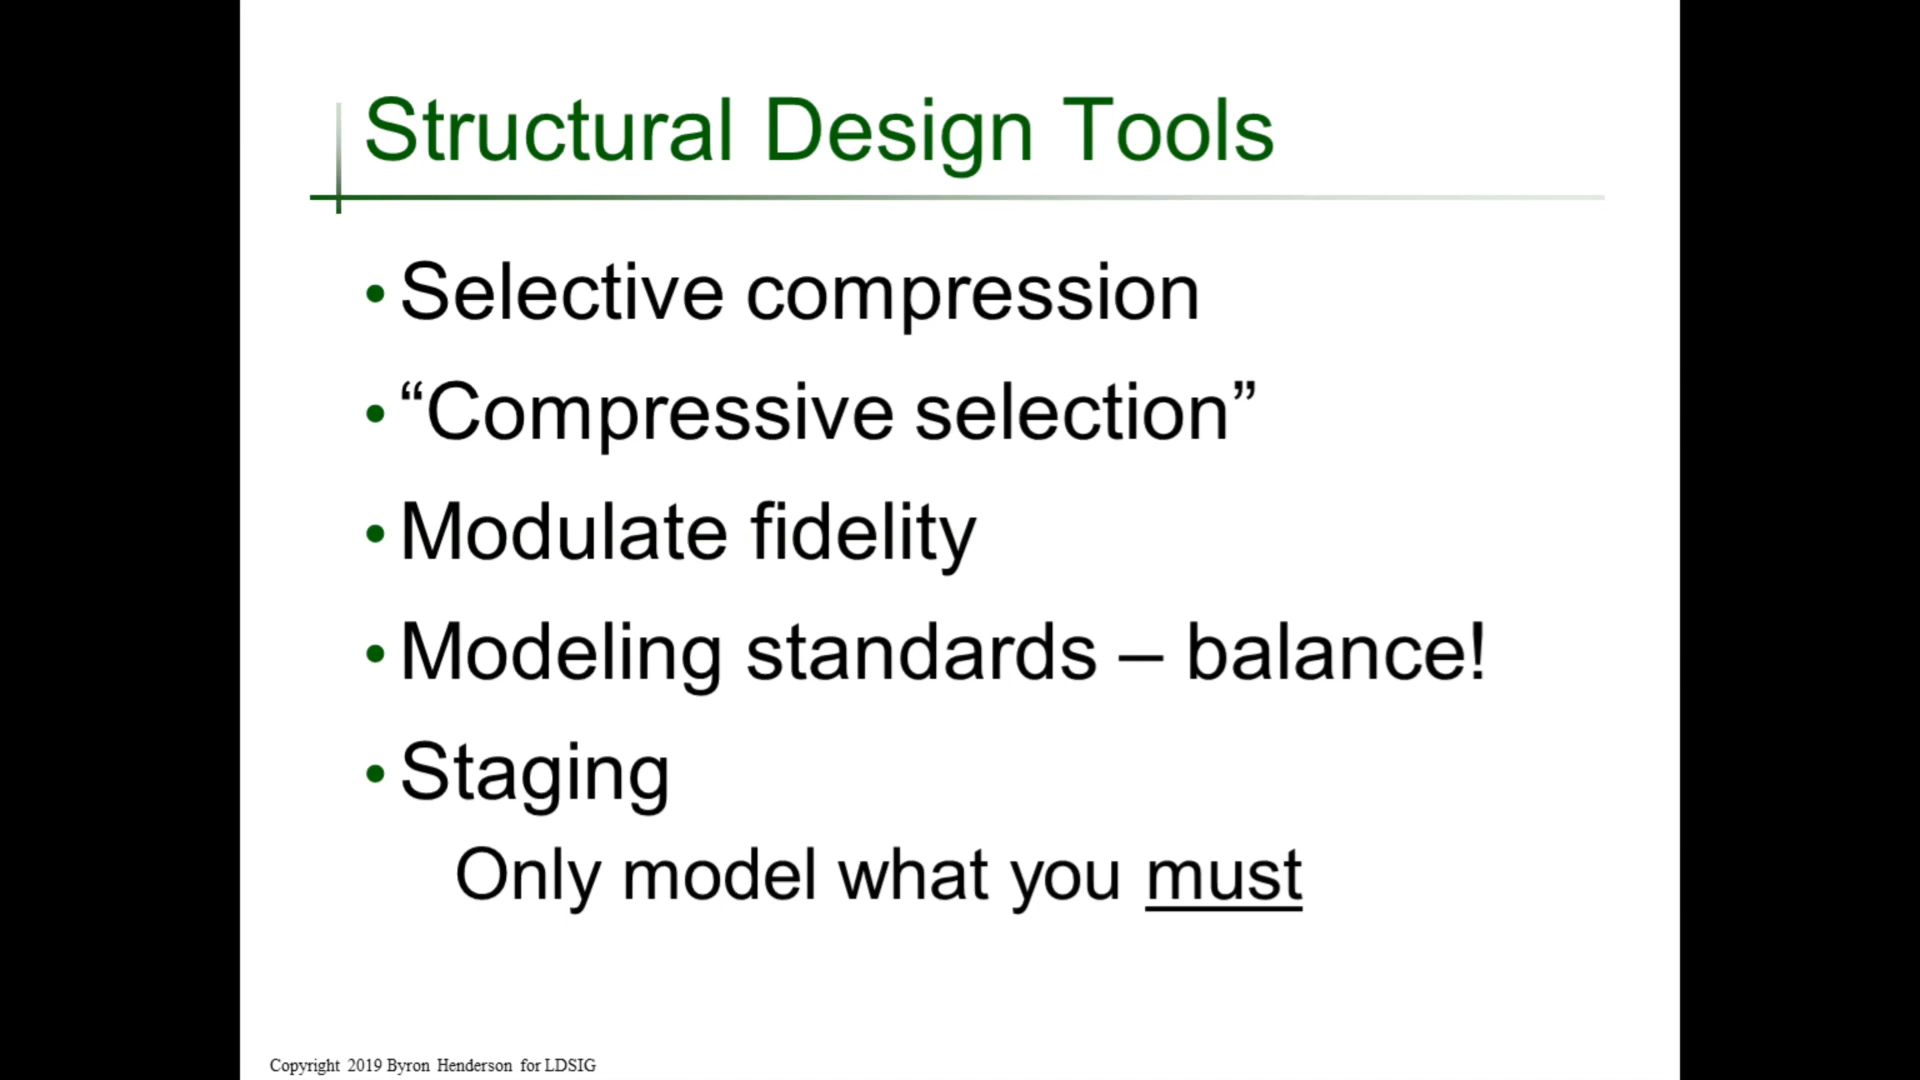 Structural Design Tools
• Selective compression
• “Compressive selection”
• Modulate fidelity
• Modeling standards – balance!
• Staging
Only model what you must
Copyright 2019 Byron Henderson for LDSIG